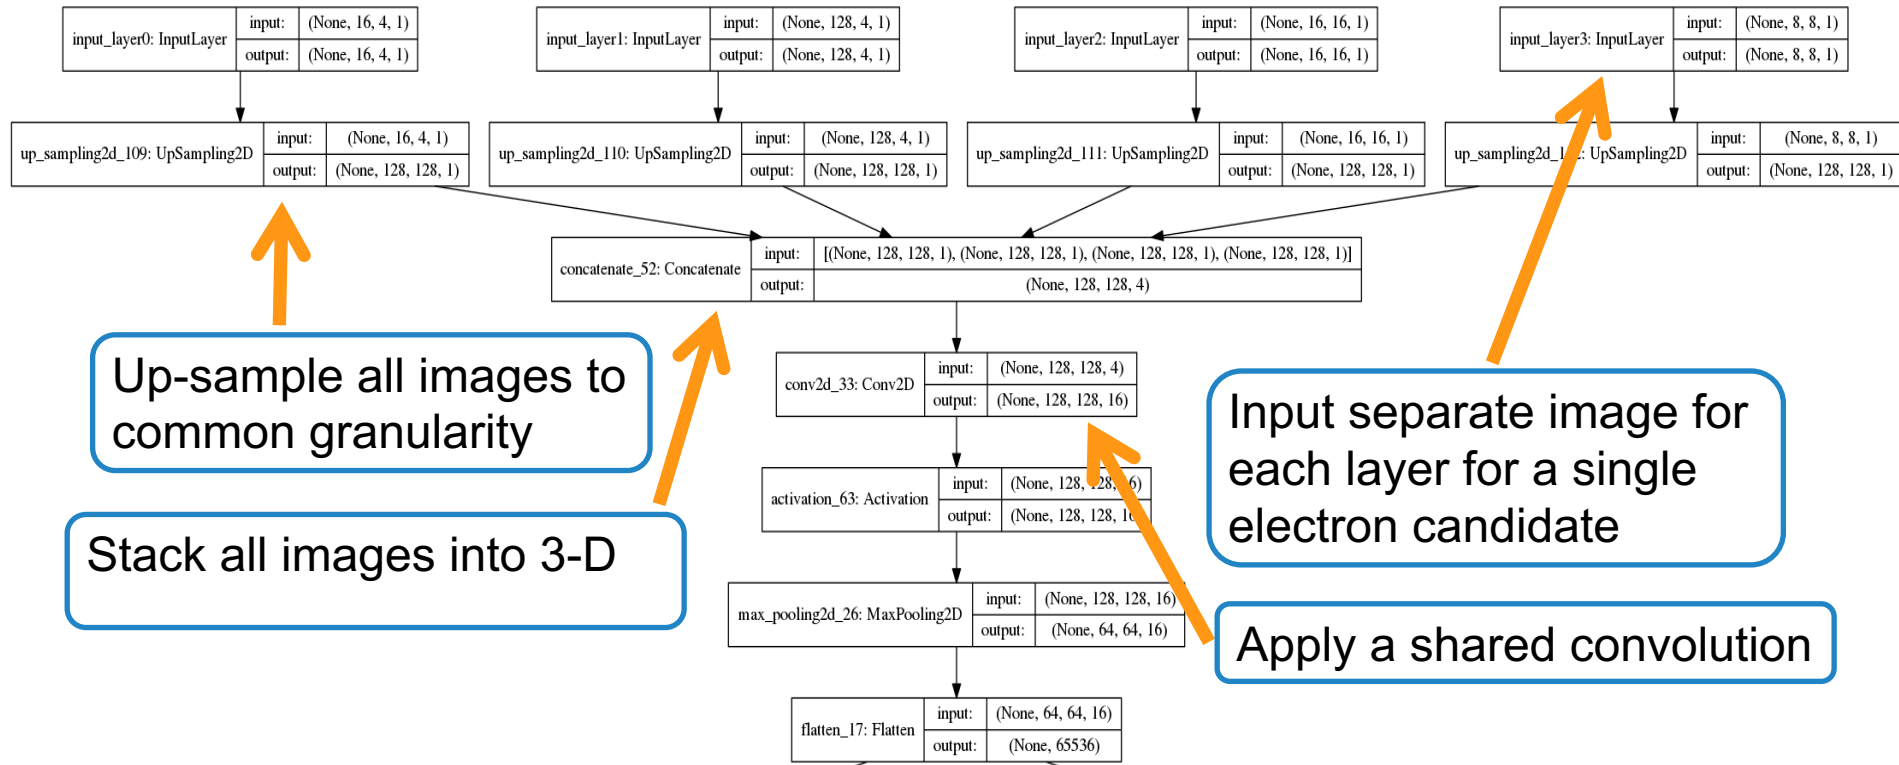 input_layer0: InputLayer
input: (None, 16, 4, 1)
output: (None, 16, 4, 1)
input_layer1: InputLayer
input: (None, 128, 4, 1)
output: (None, 128, 4, 1)
input_layer2: InputLayer
input: (None, 16, 16, 1)
output: (None, 16, 16, 1)
input_layer3: InputLayer
input: (None, 8, 8, 1)
output: (None, 8, 8, 1)
up_sampling2d_109: UpSampling2D
input: (None, 16, 4, 1)
output: (None, 128, 128, 1)
up_sampling2d_110: UpSampling2D
input: (None, 128, 4, 1)
output: (None, 128, 128, 1)
up_sampling2d_111: UpSampling2D
input: (None, 16, 16, 1)
output: (None, 128, 128, 1)
UpSampling2D
input: (None, 8, 8, 1)
output: (None, 128, 128, 1)
concatenate_52: Concatenate
input: [(None, 128, 128, 1), (None, 128, 128, 1), (None, 128, 128, 1), (None, 128, 128, 1)]
output: (None, 128, 128, 4)
Up-sample all images to
common granularity
conv2d_33: Conv2D
input: (None, 128, 128, 4)
output: (None, 128, 128, 16)
Input separate image for
each layer for a single
electron candidate
activation_63: Activation
input: (None, 128, 128, 16)
output: (None, 128, 128, 16)
Stack all images into 3-D
max_pooling2d_26: MaxPooling2D
input: (None, 128, 128, 16)
output: (None, 64, 64, 16)
Apply a shared convolution
flatten_17: Flatten
input: (None, 64, 64, 16)
output: (None, 65536)